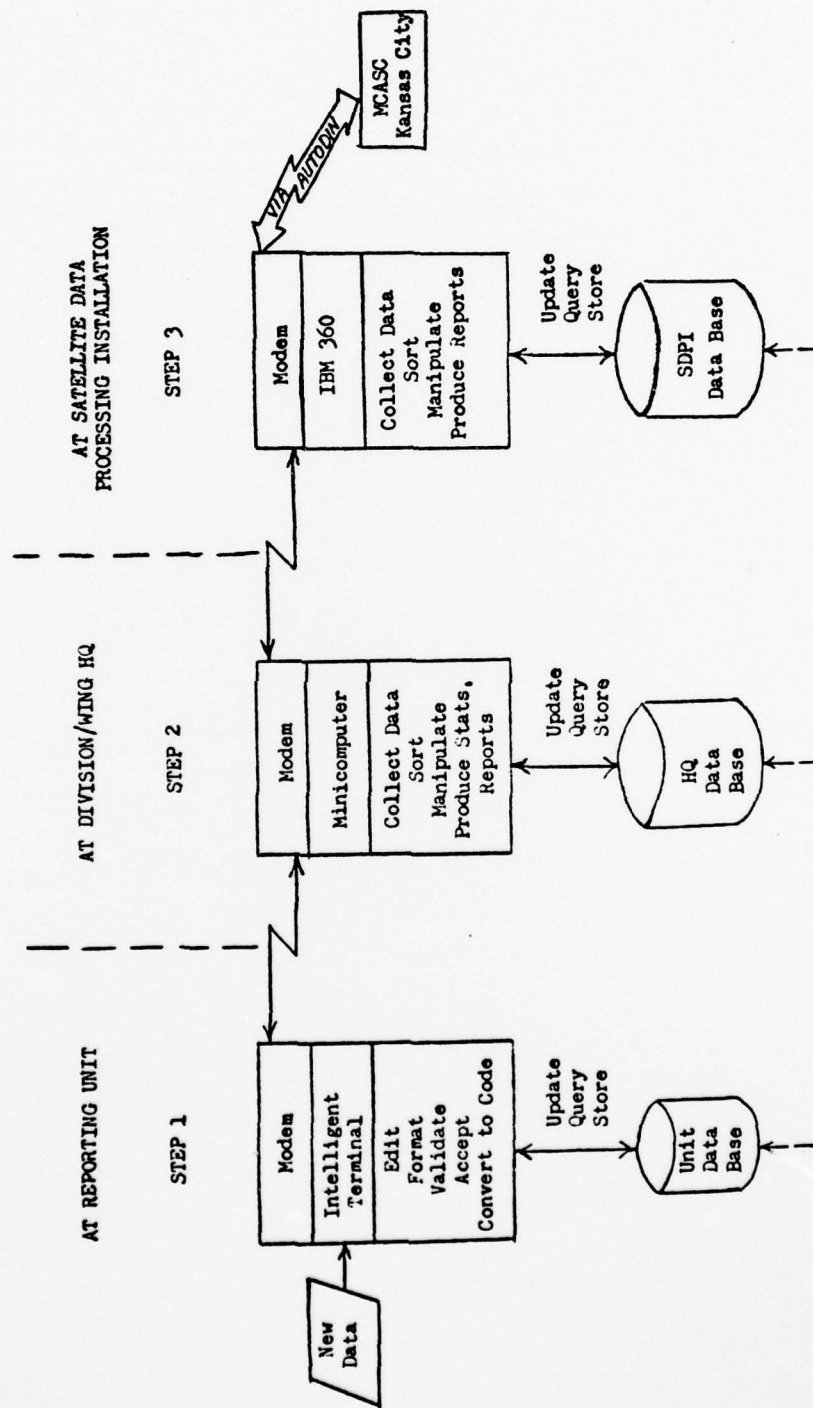 AT REPORTING UNIT
STEP 1
New
Data
Modem
Intelligent
Terminal
Edit
Format
Validate
Accept
Convert to Code
Update
Query
Store
Unit
Data
Base
AT DIVISION/WING HQ
STEP 2
Modem
Minicomputer
Collect Data
Sort
Manipulate
Produce Stats,
Reports
Update
Query
Store
HQ
Data
Base
AT SATELLITE DATA
PROCESSING INSTALLATION
STEP 3
Modem
IBM 360
Collect Data
Sort
Manipulate
Produce Reports
Update
Query
Store
SDPI
Data Base
VIA
AUTODIN
MCASC
Kansas City